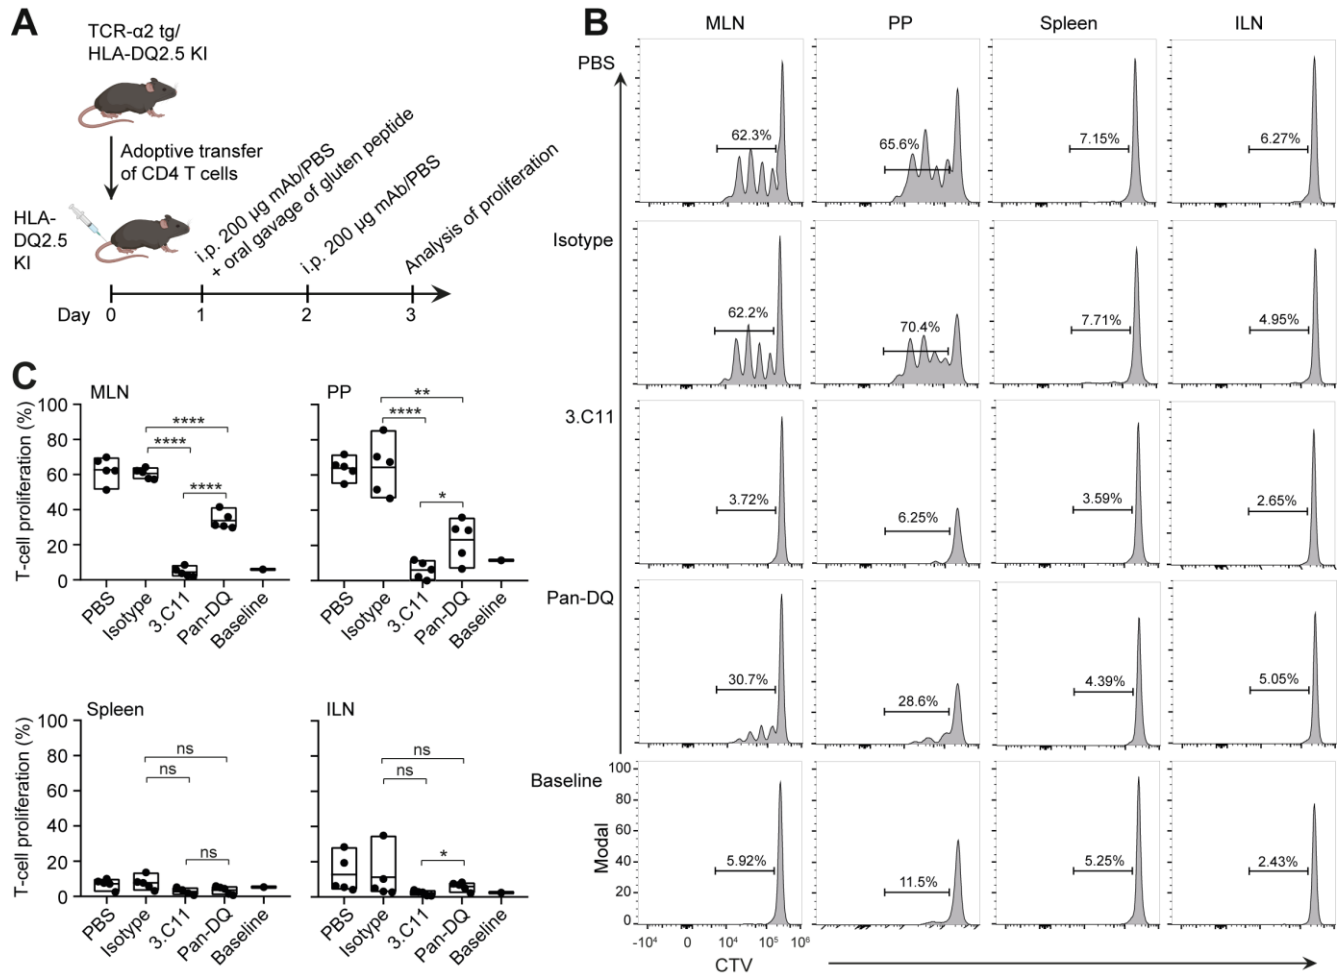 A
TCR-α2 tg/
HLA-DQ2.5 KI
Adoptive transfer
of CD4 T cells
HLA-
DQ2.5
KI
i.p. 200 µg mAb/PBS
+ oral gavage of gluten peptide
i.p. 200 µg mAb/PBS
Analysis of proliferation
Day 0 1 2 3
B
MLN PP Spleen ILN
PBS
62.3% 65.6% 7.15% 6.27%
Isotype
62.2% 70.4% 7.71% 4.95%
3.C11
3.72% 6.25% 3.59% 2.65%
Pan-DQ
30.7% 28.6% 4.39% 5.05%
Baseline
5.92% 11.5% 5.25% 2.43%
Modal
100
80
60
40
20
0
-10⁴ 0 10⁴ 10⁵ 10⁶
CTV
C
MLN
T-cell proliferation (%)
100
80
60
40
20
0
****
****
****
PBS Isotype 3.C11 Pan-DQ Baseline
PP
**
****
*
PBS Isotype 3.C11 Pan-DQ Baseline
Spleen
T-cell proliferation (%)
100
80
60
40
20
0
ns
ns
ns
PBS Isotype 3.C11 Pan-DQ Baseline
ILN
ns
ns
*
PBS Isotype 3.C11 Pan-DQ Baseline